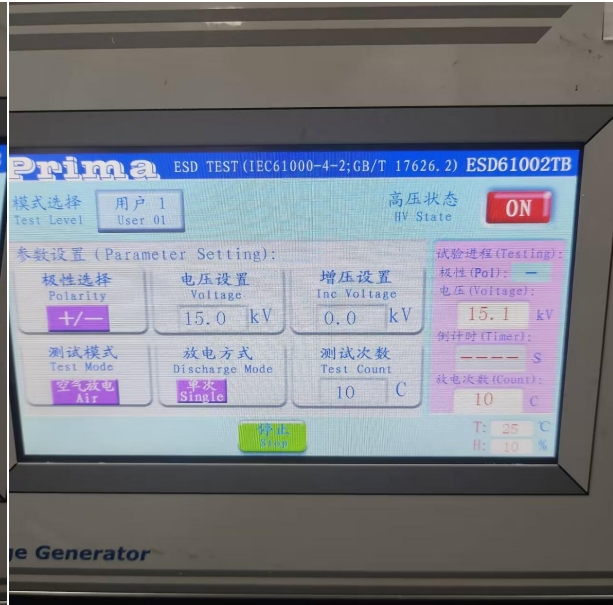 Prima ESD TEST(IEC61000-4-2;GB/T 17626.2) ESD61002TB
模式选择
Test Level
用户 1
User 01
高压状态
HV State
ON
参数设置 (Parameter Setting):
极性选择
Polarity
+/—
电压设置
Voltage
15.0 kV
增压设置
Inc Voltage
0.0 kV
测试模式
Test Mode
空气放电
Air
放电方式
Discharge Mode
单次
Single
测试次数
Test Count
10 C
停止
Stop
试验进程(Testing):
极性(Pol): —
电压(Voltage):
15.1 kV
倒计时(Timer):
---- S
放电次数(Count):
10 C
T: 25 ℃
H: 10 %
ge Generator